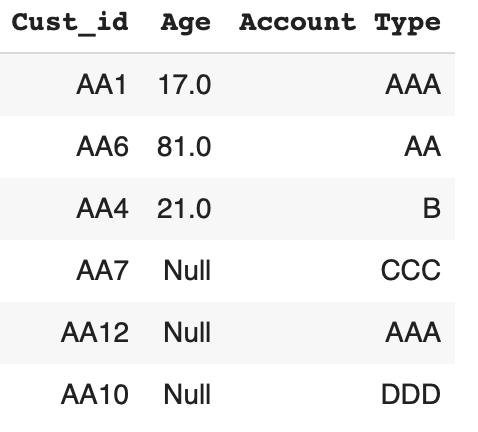 Cust_id Age Account Type
AA1 17.0 AAA
AA6 81.0 AA
AA4 21.0 B
AA7 Null CCC
AA12 Null AAA
AA10 Null DDD